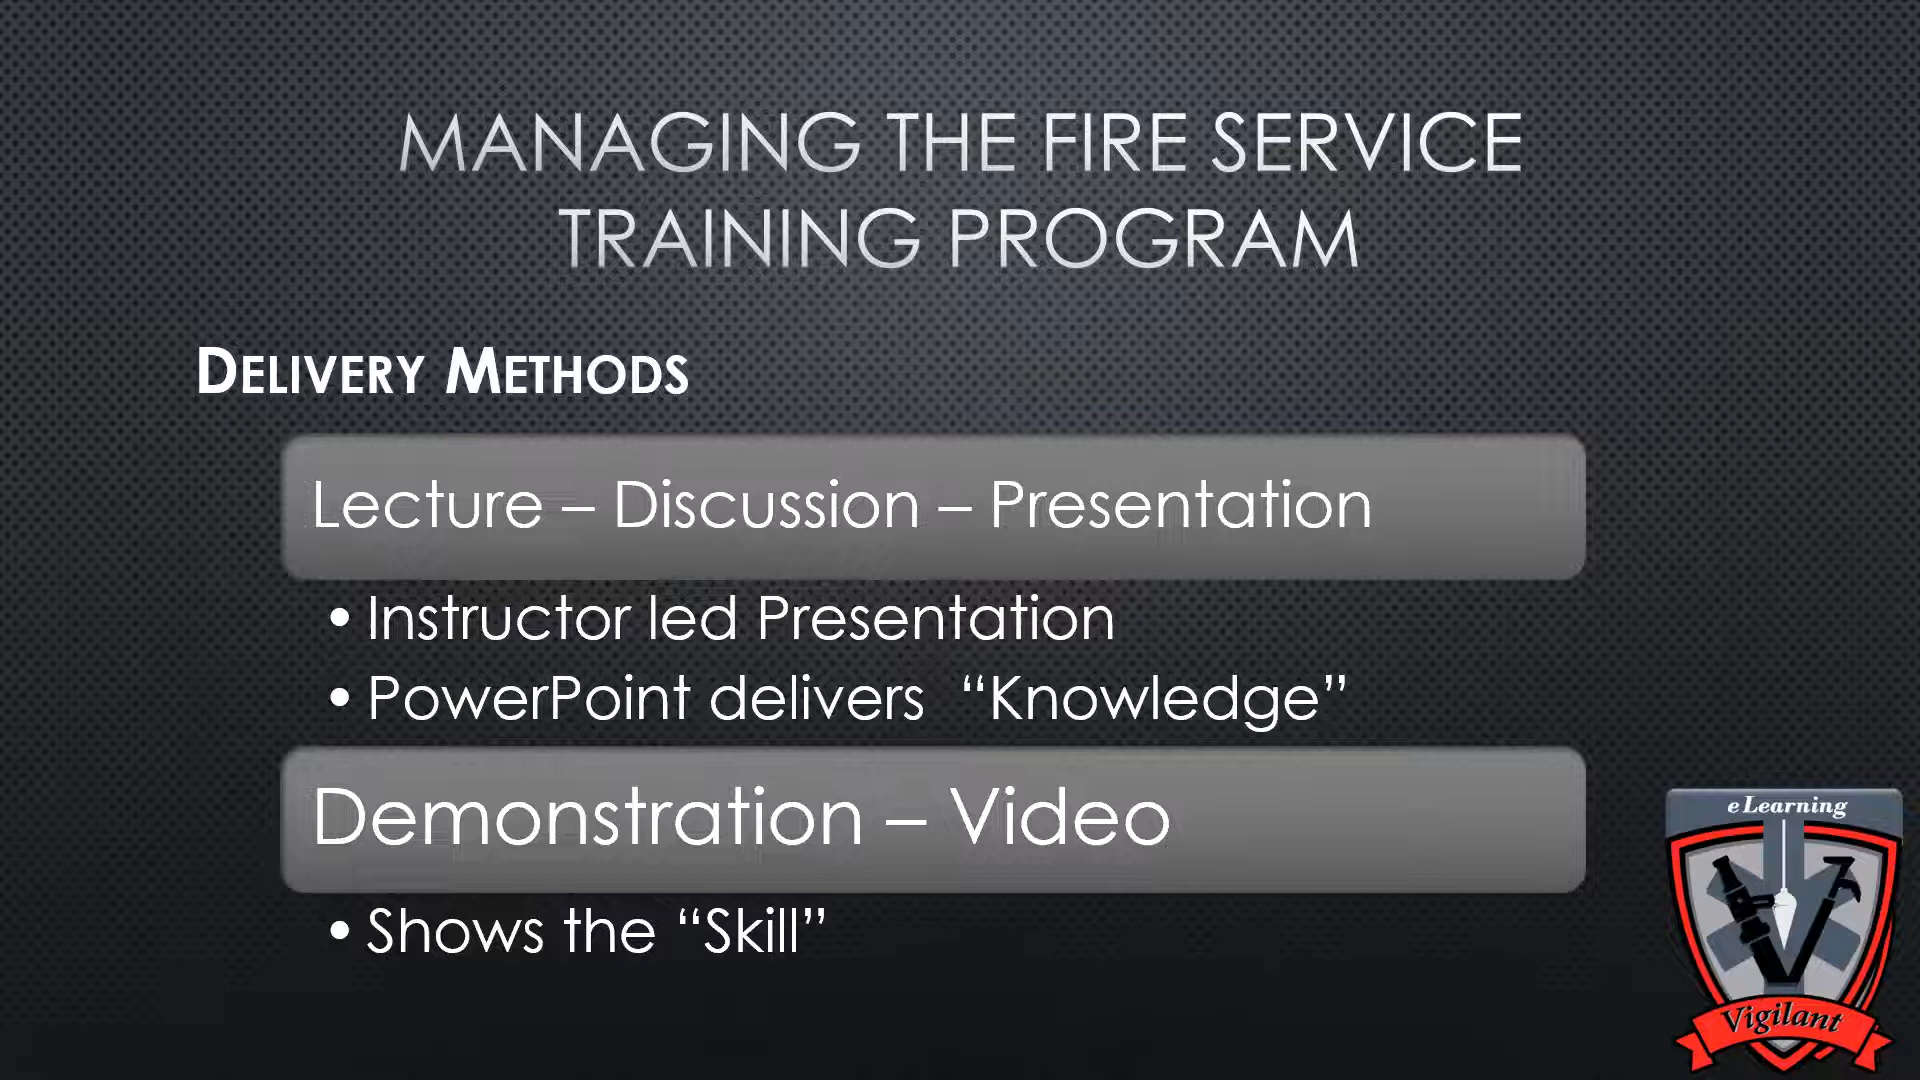 MANAGING THE FIRE SERVICE
TRAINING PROGRAM
DELIVERY METHODS
Lecture – Discussion – Presentation
• Instructor led Presentation
• PowerPoint delivers “Knowledge”
Demonstration – Video
• Shows the “Skill”
eLearning
Vigilant